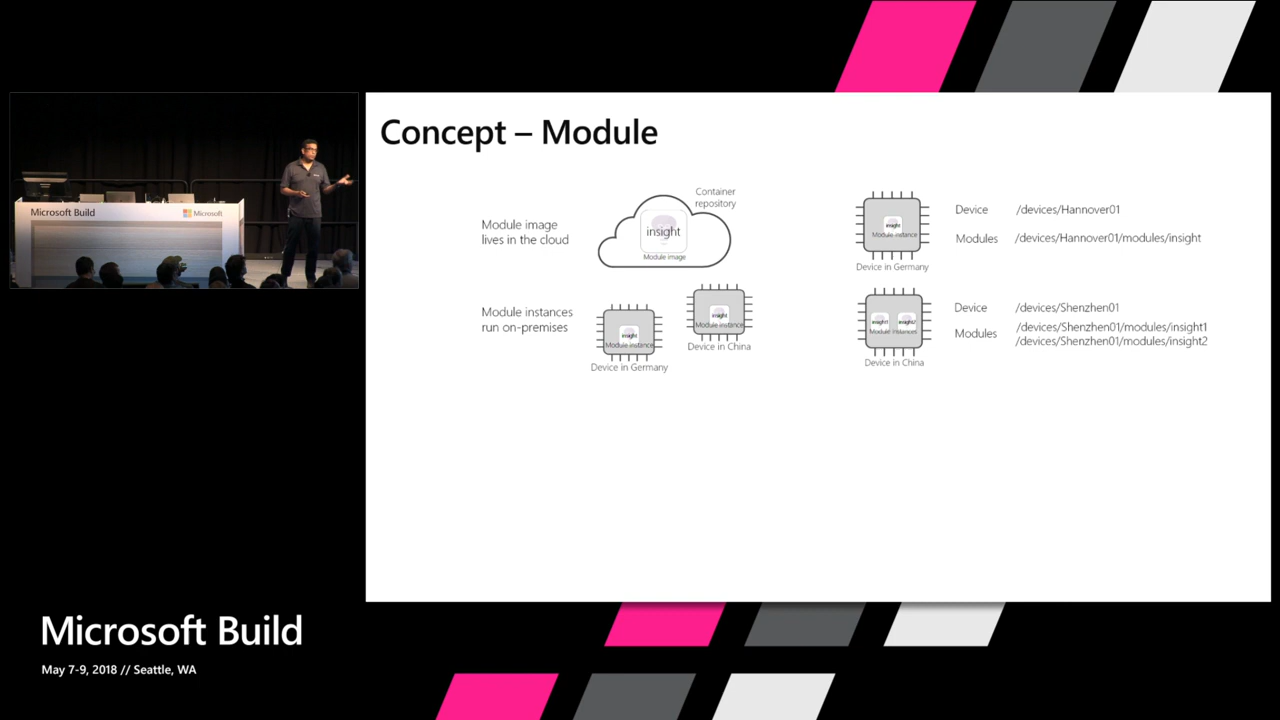 Concept – Module
Module image
lives in the cloud
Container
repository
insight
Module image
Module instances
run on-premises
insight
Module instance
Device in Germany
insight
Module instance
Device in China
insight
Module instance
Device in Germany
Device /devices/Hannover01
Modules /devices/Hannover01/modules/insight
insight1 insight2
Module instances
Device in China
Device /devices/Shenzhen01
Modules /devices/Shenzhen01/modules/insight1
/devices/Shenzhen01/modules/insight2
Microsoft Build
Microsoft
Microsoft Build
May 7-9, 2018 // Seattle, WA